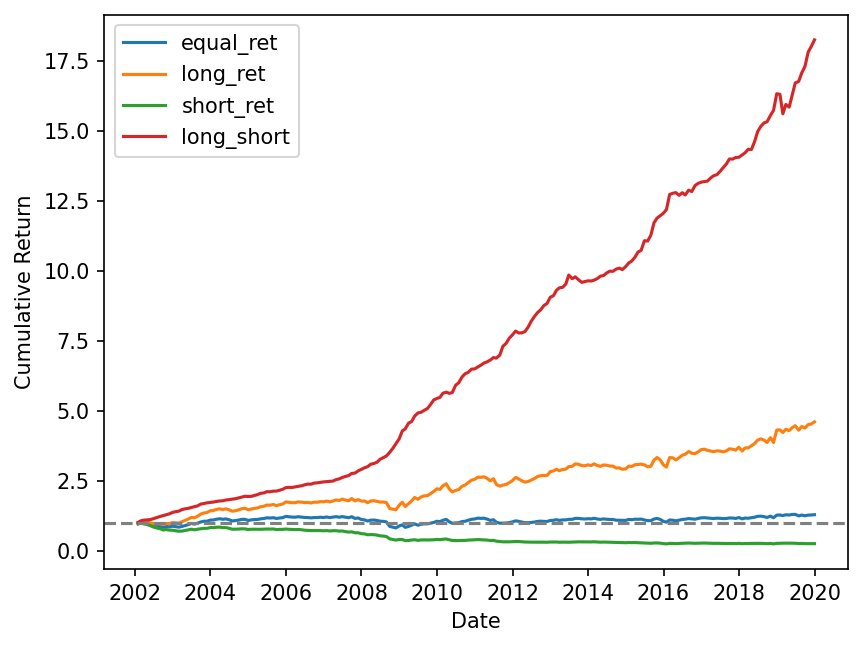 equal_ret
long_ret
short_ret
long_short
Cumulative Return
17.5
15.0
12.5
10.0
7.5
5.0
2.5
0.0
2002 2004 2006 2008 2010 2012 2014 2016 2018 2020
Date